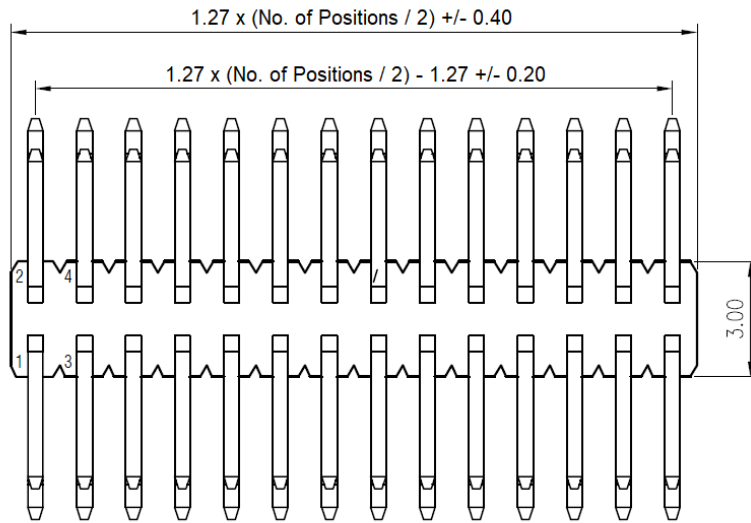 1.27 x (No. of Positions / 2) +/- 0.40
1.27 x (No. of Positions / 2) - 1.27 +/- 0.20
2 4 /
3.00
1 3